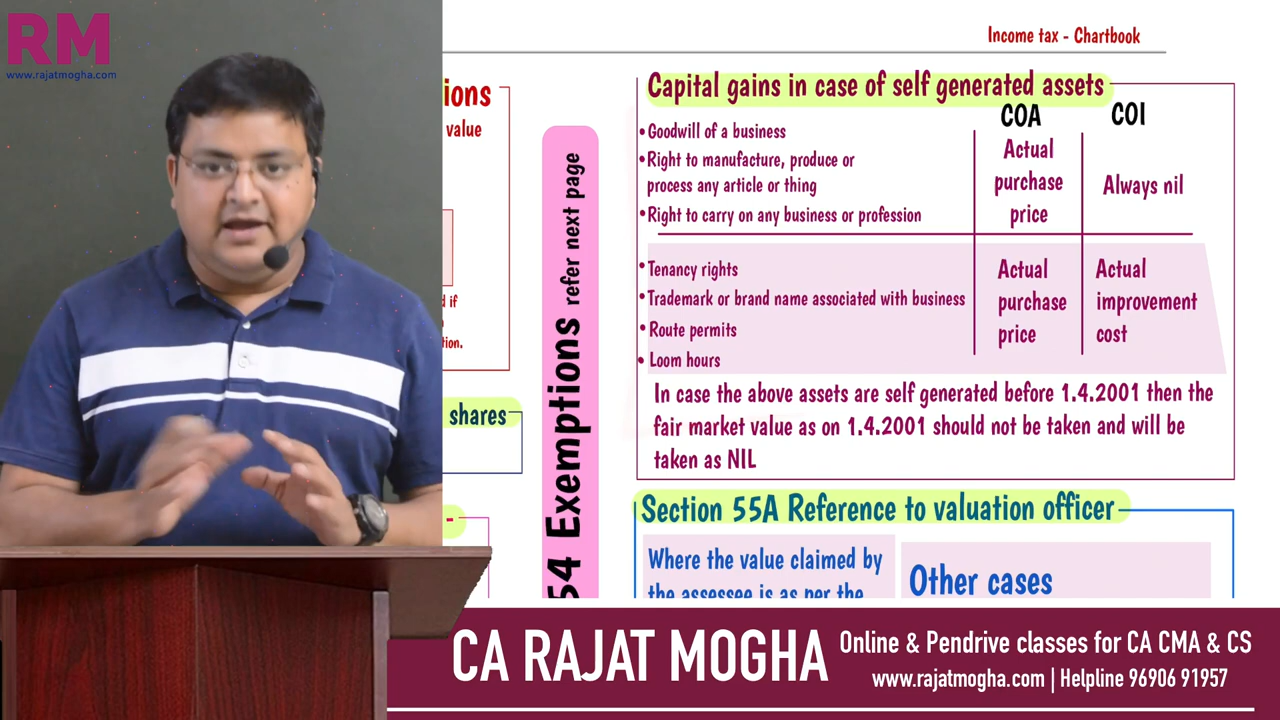 RM
www.rajatmogha.com
Income tax - Chartbook
ions
value
d if
tion.
shares
-
54 Exemptions refer next page
Capital gains in case of self generated assets
COA
COI
•Goodwill of a business
•Right to manufacture, produce or
process any article or thing
•Right to carry on any business or profession
Actual
purchase
price
Always nil
•Tenancy rights
•Trademark or brand name associated with business
•Route permits
•Loom hours
Actual
purchase
price
Actual
improvement
cost
In case the above assets are self generated before 1.4.2001 then the
fair market value as on 1.4.2001 should not be taken and will be
taken as NIL
Section 55A Reference to valuation officer
Where the value claimed by
the assessee is as per the
Other cases
CA RAJAT MOGHA
Online & Pendrive classes for CA CMA & CS
www.rajatmogha.com | Helpline 96906 91957